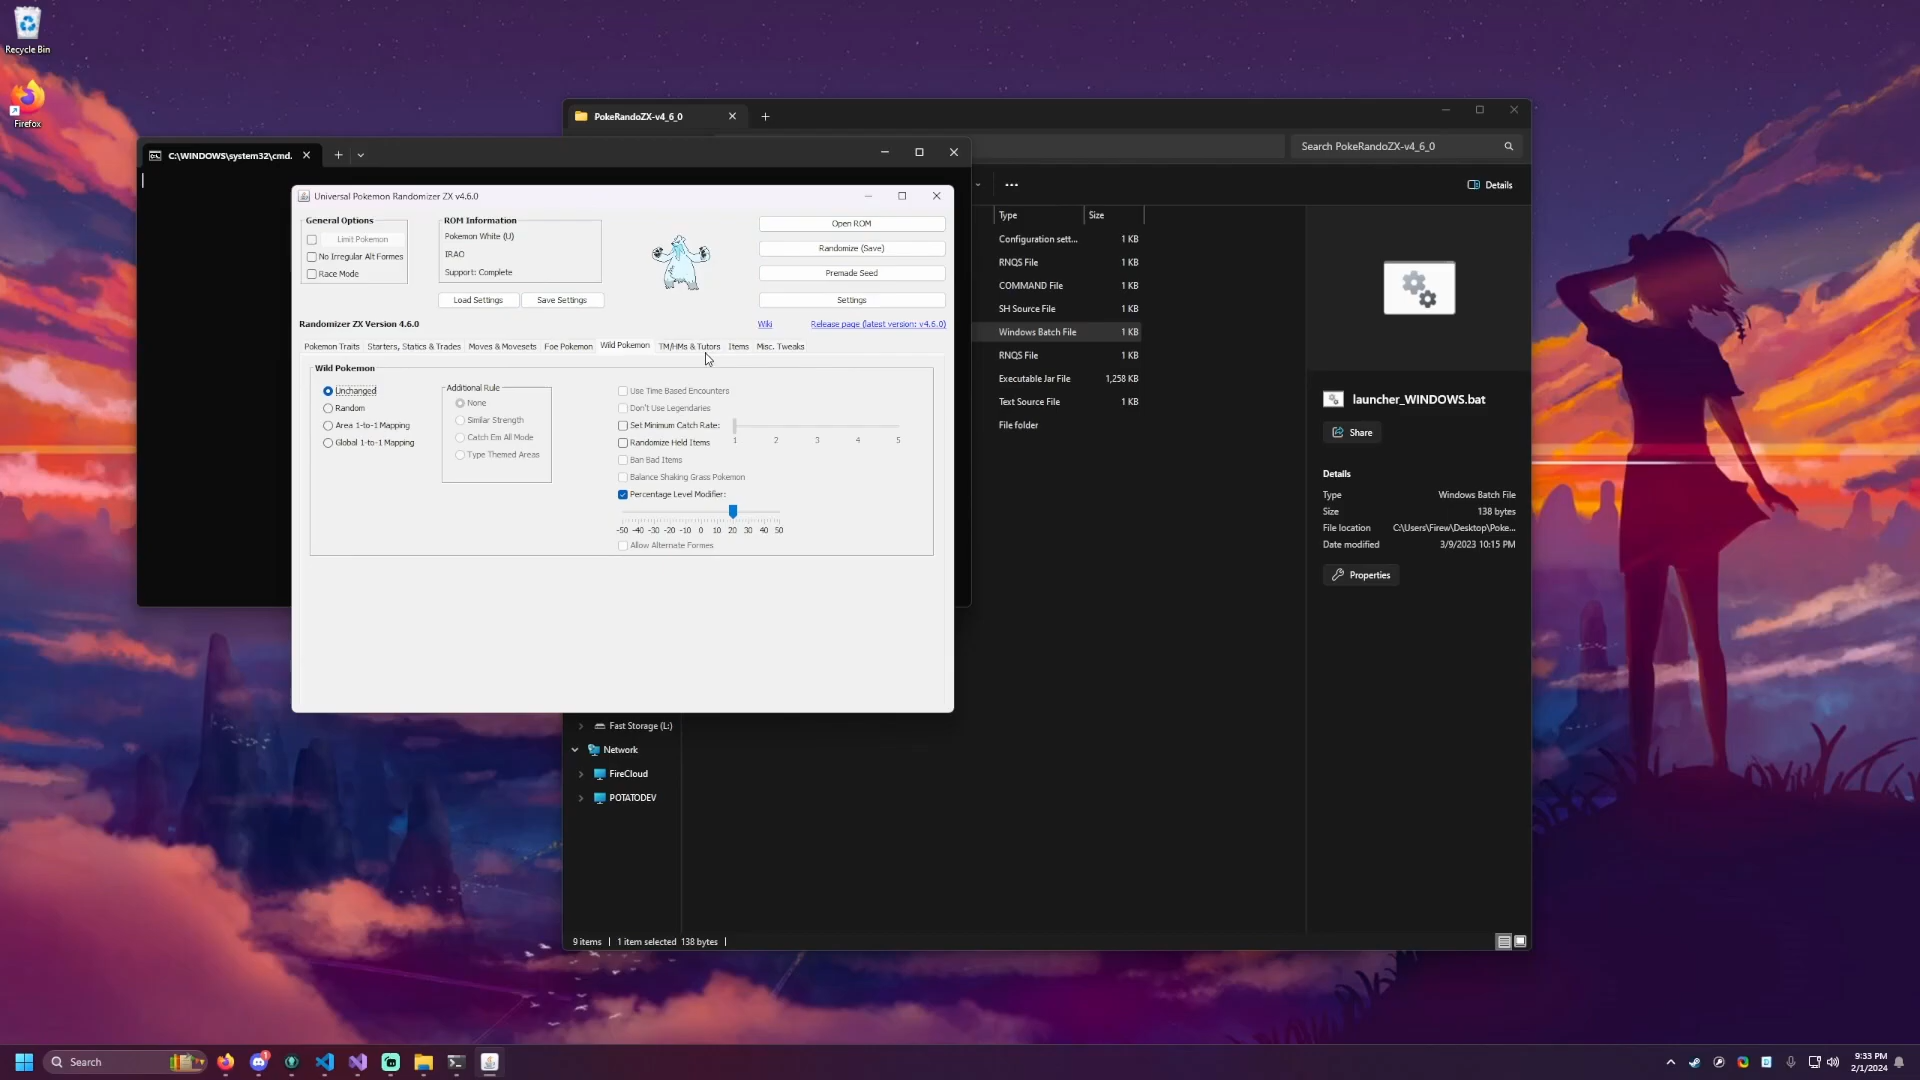 Recycle Bin
Firefox
PokeRandoZX-v4_6_0
C:\WINDOWS\system32\cmd.
Search PokeRandoZX-v4_6_0
Details
Universal Pokemon Randomizer ZX v4.6.0
General Options
Limit Pokemon
No Irregular Alt Formes
Race Mode
ROM Information
Pokemon White (U)
IRAO
Support: Complete
Load Settings
Save Settings
Open ROM
Randomize (Save)
Premade Seed
Settings
Randomizer ZX Version 4.6.0
Wiki
Release page (latest version: v4.6.0)
Pokemon Traits
Starters, Statics & Trades
Moves & Movesets
Foe Pokemon
Wild Pokemon
TM/HMs & Tutors
Items
Misc. Tweaks
Wild Pokemon
Unchanged
Random
Area 1-to-1 Mapping
Global 1-to-1 Mapping
Additional Rule
None
Similar Strength
Catch Em All Mode
Type Themed Areas
Use Time Based Encounters
Don't Use Legendaries
Set Minimum Catch Rate:
1 2 3 4 5
Randomize Held Items
Ban Bad Items
Balance Shaking Grass Pokemon
Percentage Level Modifier:
-50 -40 -30 -20 -10 0 10 20 30 40 50
Allow Alternate Formes
Type Size
Configuration sett... 1 KB
RNQS File 1 KB
COMMAND File 1 KB
SH Source File 1 KB
Windows Batch File 1 KB
RNQS File 1 KB
Executable Jar File 1,258 KB
Text Source File 1 KB
File folder
launcher_WINDOWS.bat
Share
Details
Type Windows Batch File
Size 138 bytes
File location C:\Users\Firew\Desktop\Poke...
Date modified 3/9/2023 10:15 PM
Properties
Fast Storage (L:)
Network
FireCloud
POTATODEV
9 items
1 item selected 138 bytes
Search
1
9:33 PM
2/1/2024